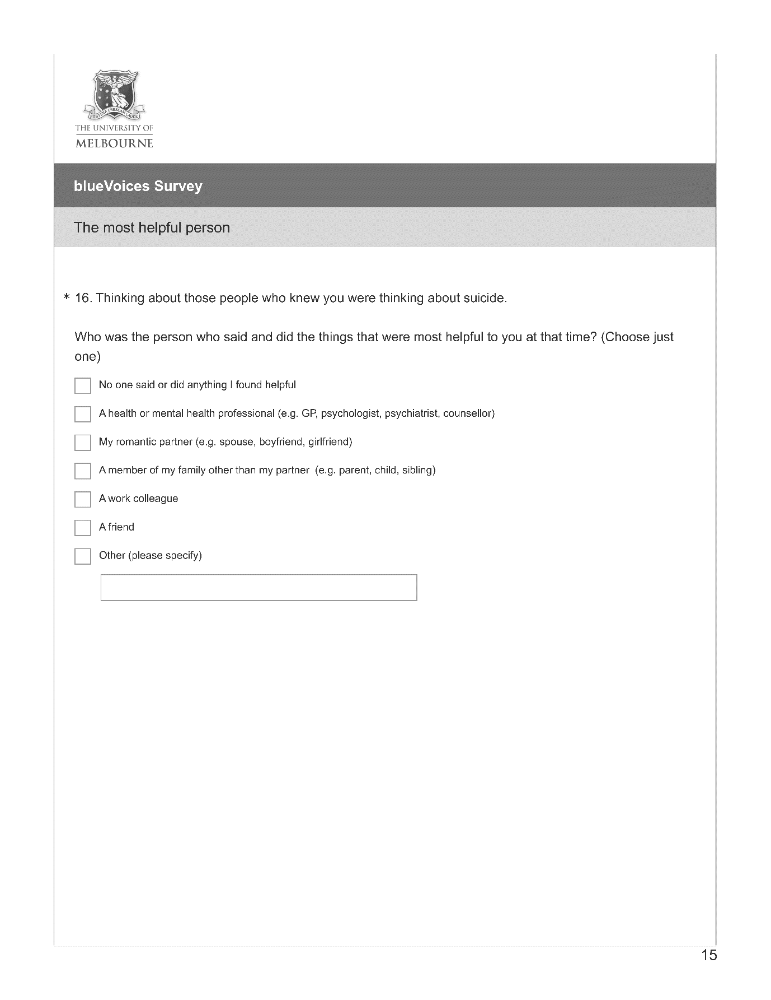 POSTERA CRESCAM LAUDE
THE UNIVERSITY OF
MELBOURNE
blueVoices Survey
The most helpful person
* 16. Thinking about those people who knew you were thinking about suicide.
Who was the person who said and did the things that were most helpful to you at that time? (Choose just
one)
No one said or did anything I found helpful
A health or mental health professional (e.g. GP, psychologist, psychiatrist, counsellor)
My romantic partner (e.g. spouse, boyfriend, girlfriend)
A member of my family other than my partner  (e.g. parent, child, sibling)
A work colleague
A friend
Other (please specify)
15